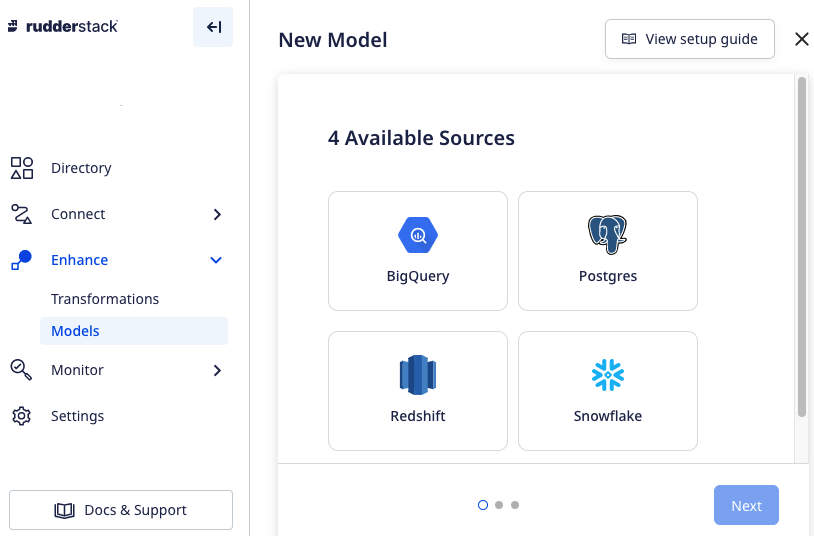 rudderstack
New Model
View setup guide
4 Available Sources
Directory
Connect
BigQuery
Postgres
Enhance
Transformations
Models
Monitor
Settings
Redshift
Snowflake
Docs & Support
Next